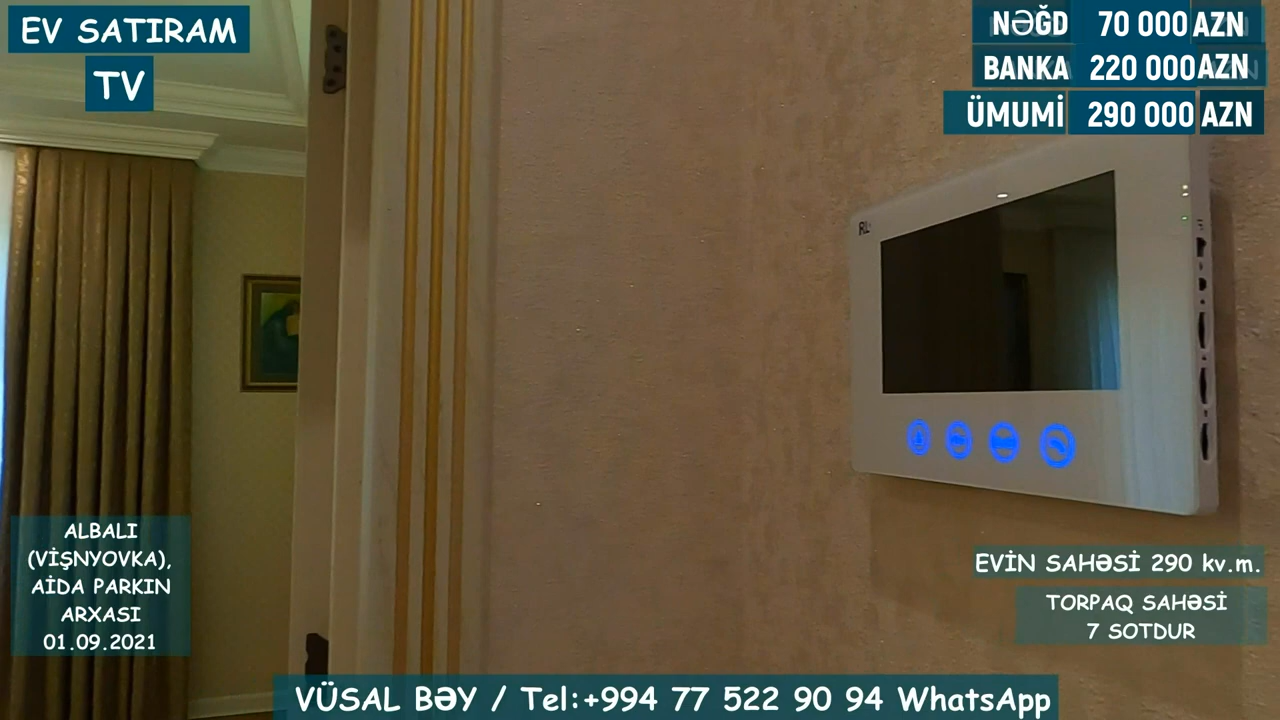 EV SATIRAM
TV
NƏĞD 70 000 AZN
BANKA 220 000 AZN
ÜMUMİ 290 000 AZN
RL
ALBALI
(VİŞNYOVKA),
AİDA PARKIN
ARXASI
01.09.2021
EVİN SAHƏSİ 290 kv.m.
TORPAQ SAHƏSİ
7 SOTDUR
VÜSAL BƏY / Tel:+994 77 522 90 94 WhatsApp